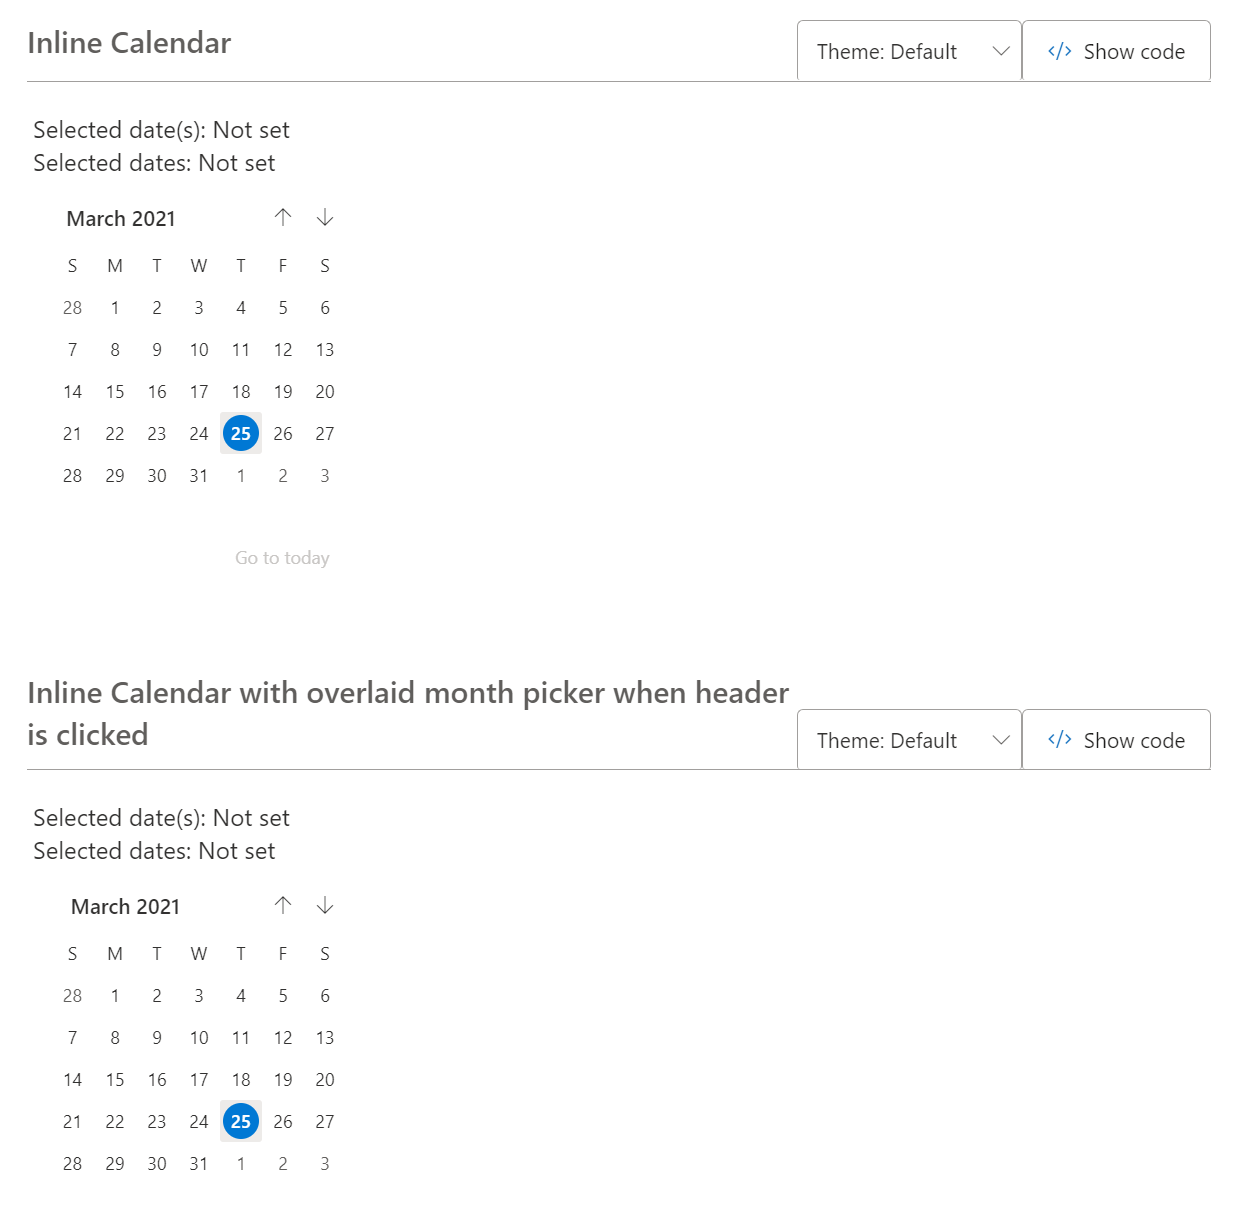 Inline Calendar
Theme: Default
</> Show code
Selected date(s): Not set
Selected dates: Not set
March 2021
S M T W T F S
28 1 2 3 4 5 6
7 8 9 10 11 12 13
14 15 16 17 18 19 20
21 22 23 24 25 26 27
28 29 30 31 1 2 3
Go to today
Inline Calendar with overlaid month picker when header
is clicked
Theme: Default
</> Show code
Selected date(s): Not set
Selected dates: Not set
March 2021
S M T W T F S
28 1 2 3 4 5 6
7 8 9 10 11 12 13
14 15 16 17 18 19 20
21 22 23 24 25 26 27
28 29 30 31 1 2 3